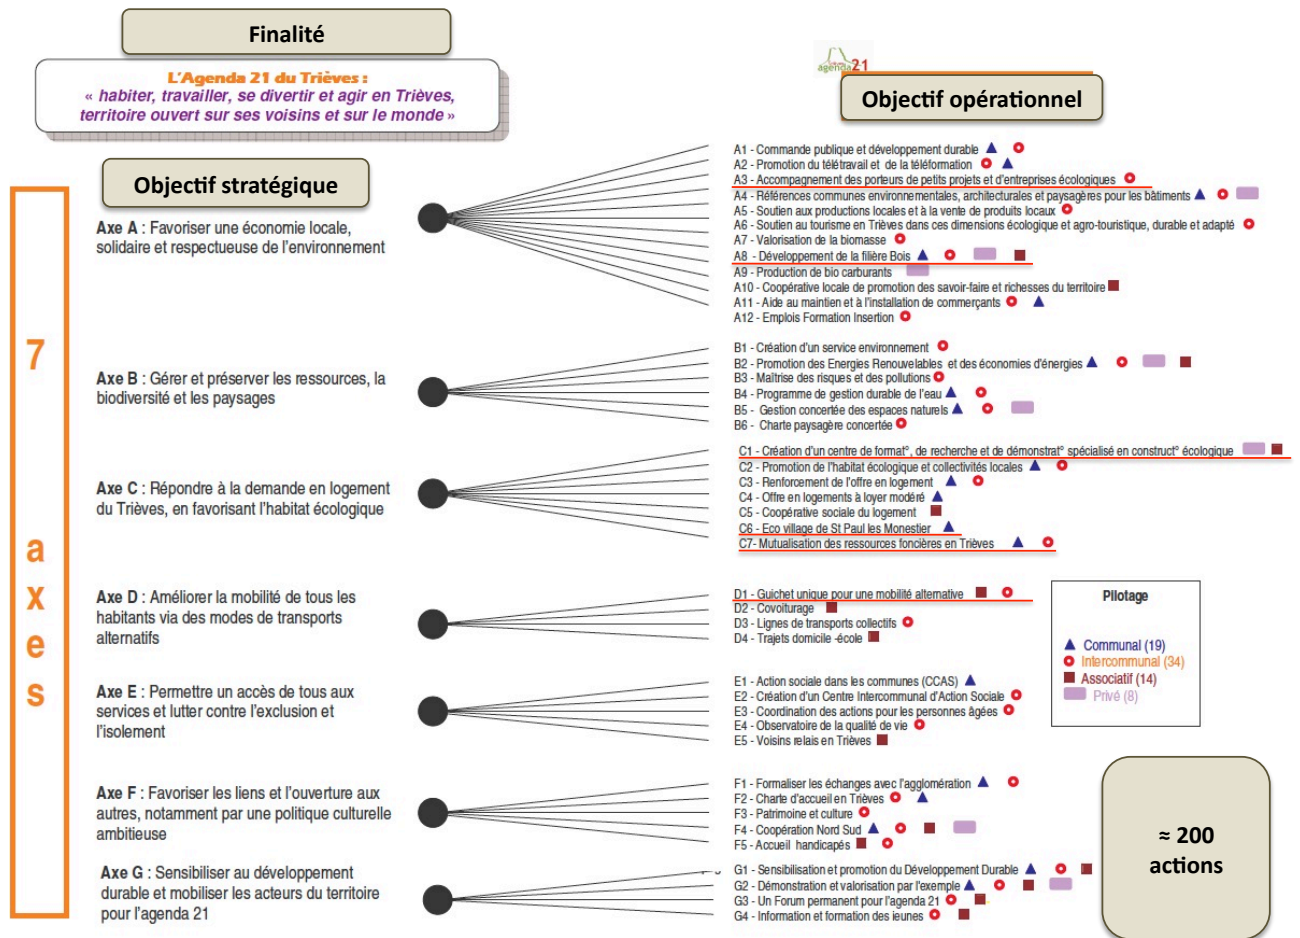 Finalité
L'Agenda 21 du Trièves :
« habiter, travailler, se divertir et agir en Trièves,
territoire ouvert sur ses voisins et sur le monde »
agenda21
Objectif opérationnel
Objectif stratégique
7
a
x
e
s
Axe A : Favoriser une économie locale,
solidaire et respectueuse de l'environnement
A1 - Commande publique et développement durable
A2 - Promotion du télétravail et de la téléformation
A3 - Accompagnement des porteurs de petits projets et d'entreprises écologiques
A4 - Références communes environnementales, architecturales et paysagères pour les bâtiments
A5 - Soutien aux productions locales et à la vente de produits locaux
A6 - Soutien au tourisme en Trièves dans ces dimensions écologique et agro-touristique, durable et adapté
A7 - Valorisation de la biomasse
A8 - Développement de la filière Bois
A9 - Production de bio carburants
A10 - Coopérative locale de promotion des savoir-faire et richesses du territoire
A11 - Aide au maintien et à l'installation de commerçants
A12 - Emplois Formation Insertion
Axe B : Gérer et préserver les ressources, la
biodiversité et les paysages
B1 - Création d'un service environnement
B2 - Promotion des Energies Renouvelables et des économies d'énergies
B3 - Maîtrise des risques et des pollutions
B4 - Programme de gestion durable de l'eau
B5 - Gestion concertée des espaces naturels
B6 - Charte paysagère concertée
Axe C : Répondre à la demande en logement
du Trièves, en favorisant l'habitat écologique
C1 - Création d'un centre de format°, de recherche et de démonstrat° spécialisé en construct° écologique
C2 - Promotion de l'habitat écologique et collectivités locales
C3 - Renforcement de l'offre en logement
C4 - Offre en logements à loyer modéré
C5 - Coopérative sociale du logement
C6 - Eco village de St Paul les Monestier
C7- Mutualisation des ressources foncières en Trièves
Axe D : Améliorer la mobilité de tous les
habitants via des modes de transports
alternatifs
D1 - Guichet unique pour une mobilité alternative
D2 - Covoiturage
D3 - Lignes de transports collectifs
D4 - Trajets domicile -école
Pilotage
Communal (19)
Intercommunal (34)
Associatif (14)
Privé (8)
Axe E : Permettre un accès de tous aux
services et lutter contre l'exclusion et
l'isolement
E1 - Action sociale dans les communes (CCAS)
E2 - Création d'un Centre Intercommunal d'Action Sociale
E3 - Coordination des actions pour les personnes âgées
E4 - Observatoire de la qualité de vie
E5 - Voisins relais en Trièves
Axe F : Favoriser les liens et l'ouverture aux
autres, notamment par une politique culturelle
ambitieuse
F1 - Formaliser les échanges avec l'agglomération
F2 - Charte d'accueil en Trièves
F3 - Patrimoine et culture
F4 - Coopération Nord Sud
F5 - Accueil handicapés
Axe G : Sensibiliser au développement
durable et mobiliser les acteurs du territoire
pour l'agenda 21
G1 - Sensibilisation et promotion du Développement Durable
G2 - Démonstration et valorisation par l'exemple
G3 - Un Forum permanent pour l'agenda 21
G4 - Information et formation des jeunes
≈ 200
actions